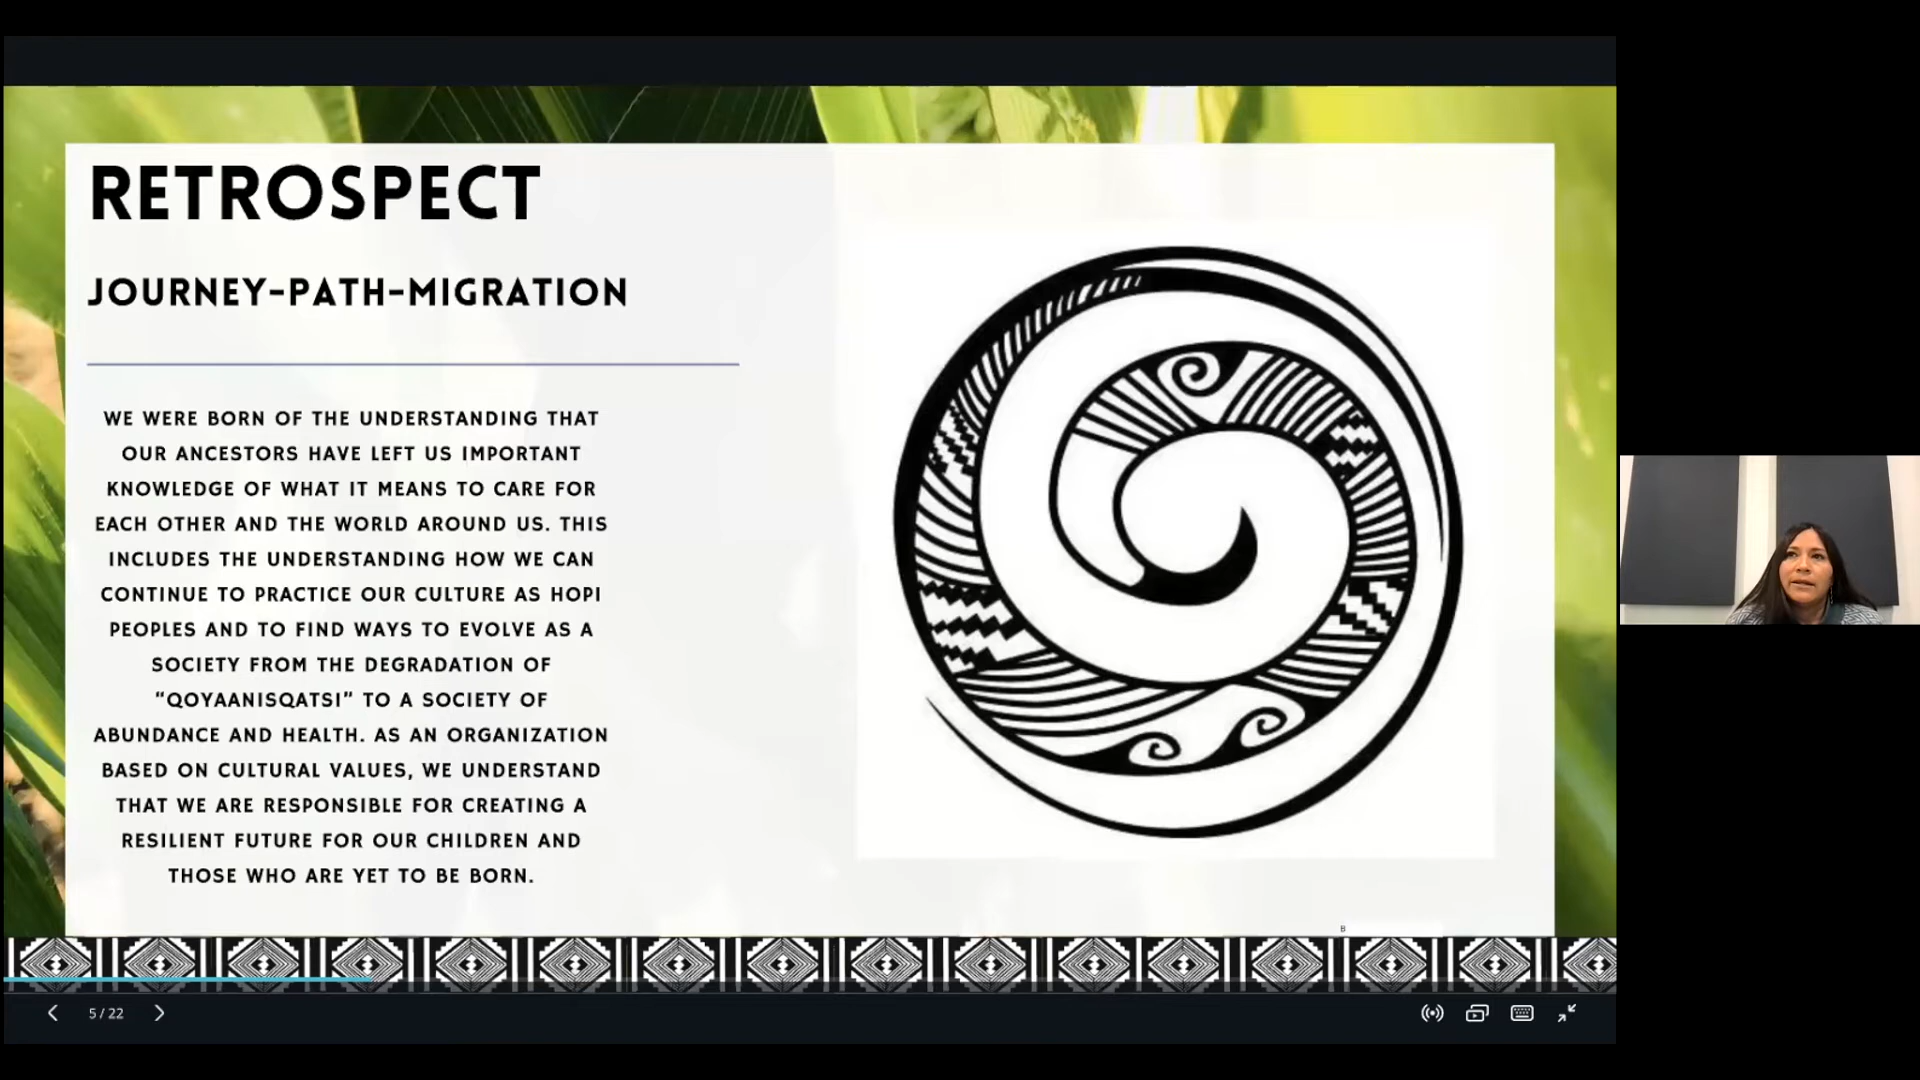 RETROSPECT
JOURNEY-PATH-MIGRATION
WE WERE BORN OF THE UNDERSTANDING THAT
OUR ANCESTORS HAVE LEFT US IMPORTANT
KNOWLEDGE OF WHAT IT MEANS TO CARE FOR
EACH OTHER AND THE WORLD AROUND US. THIS
INCLUDES THE UNDERSTANDING HOW WE CAN
CONTINUE TO PRACTICE OUR CULTURE AS HOPI
PEOPLES AND TO FIND WAYS TO EVOLVE AS A
SOCIETY FROM THE DEGRADATION OF
“QOYAANISQATSI” TO A SOCIETY OF
ABUNDANCE AND HEALTH. AS AN ORGANIZATION
BASED ON CULTURAL VALUES, WE UNDERSTAND
THAT WE ARE RESPONSIBLE FOR CREATING A
RESILIENT FUTURE FOR OUR CHILDREN AND
THOSE WHO ARE YET TO BE BORN.
5 / 22